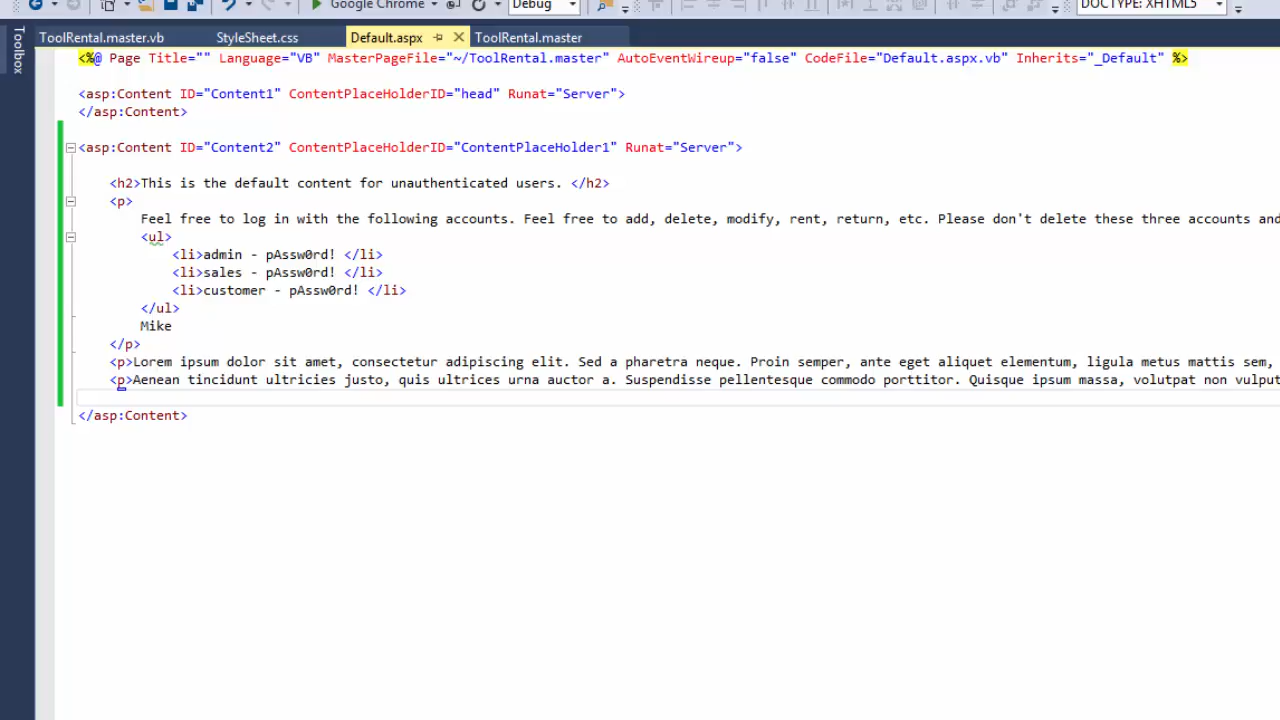 Google Chrome Debug DOCTYPE: XHTML5
Toolbox
ToolRental.master.vb StyleSheet.css Default.aspx ToolRental.master
<%@ Page Title="" Language="VB" MasterPageFile="~/ToolRental.master" AutoEventWireup="false" CodeFile="Default.aspx.vb" Inherits="_Default" %>
<asp:Content ID="Content1" ContentPlaceHolderID="head" Runat="Server">
</asp:Content>
<asp:Content ID="Content2" ContentPlaceHolderID="ContentPlaceHolder1" Runat="Server">
<h2>This is the default content for unauthenticated users. </h2>
<p>
Feel free to log in with the following accounts. Feel free to add, delete, modify, rent, return, etc. Please don't delete these three accounts and
<ul>
<li>admin - pAssw0rd! </li>
<li>sales - pAssw0rd! </li>
<li>customer - pAssw0rd! </li>
</ul>
Mike
</p>
<p>Lorem ipsum dolor sit amet, consectetur adipiscing elit. Sed a pharetra neque. Proin semper, ante eget aliquet elementum, ligula metus mattis sem,
<p>Aenean tincidunt ultricies justo, quis ultrices urna auctor a. Suspendisse pellentesque commodo porttitor. Quisque ipsum massa, volutpat non vulput
</asp:Content>